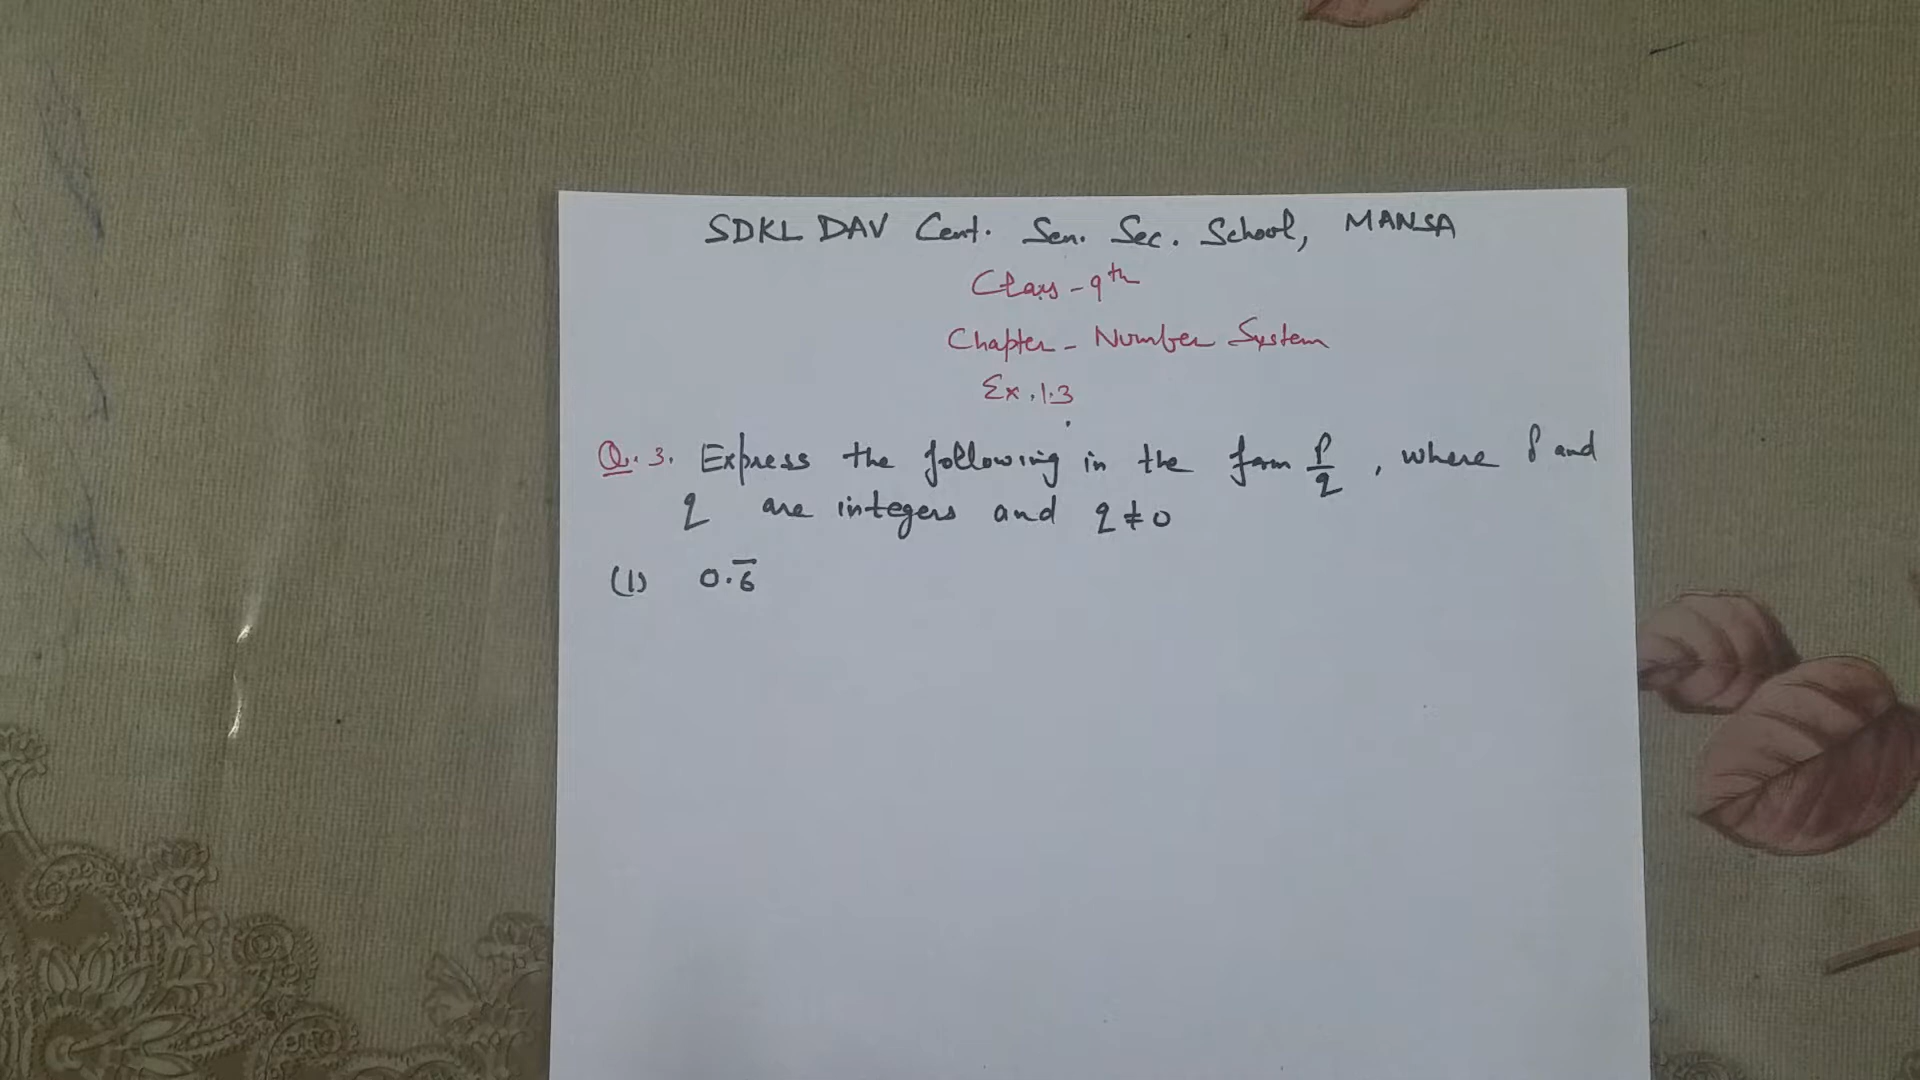 SDKL DAV Cent. Sen. Sec. School, MANSA
Class - 9th
Chapter - Number System
Ex. 1.3
Q. 3. Express the following in the form p/q, where p and
q are integers and q ≠ 0
(1) 0.6̅